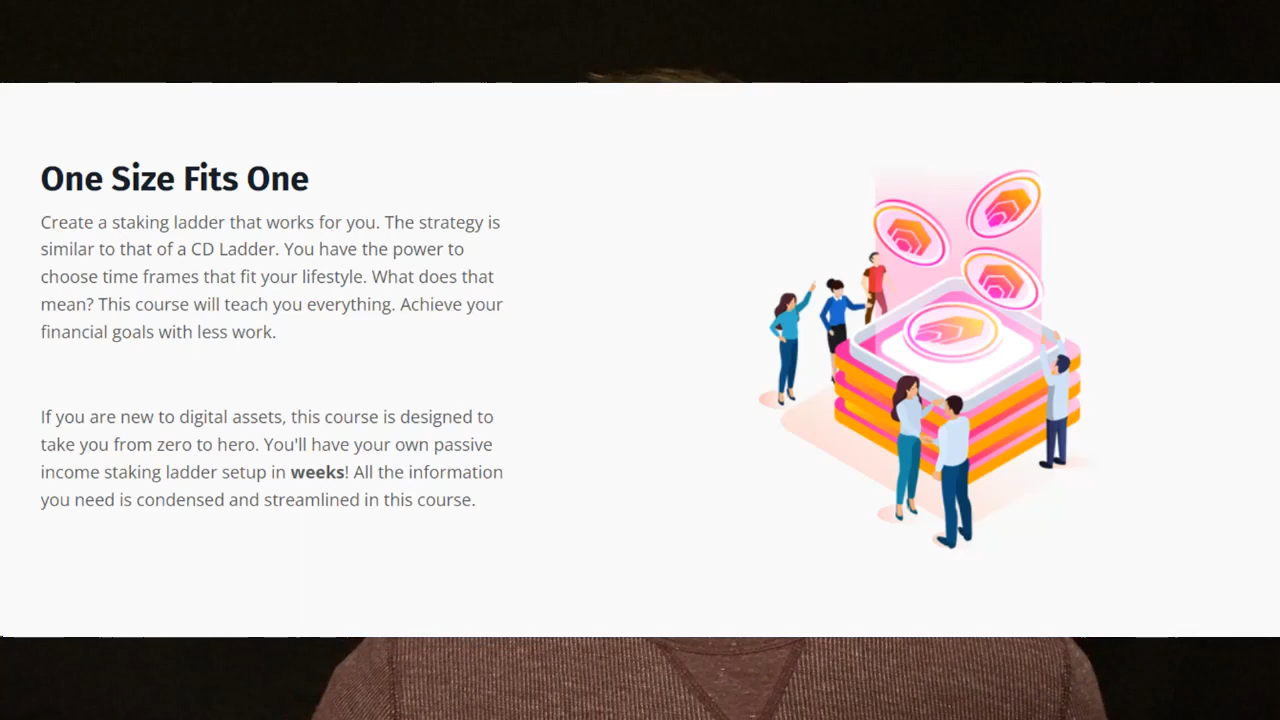 One Size Fits One
Create a staking ladder that works for you. The strategy is
similar to that of a CD Ladder. You have the power to
choose time frames that fit your lifestyle. What does that
mean? This course will teach you everything. Achieve your
financial goals with less work.
If you are new to digital assets, this course is designed to
take you from zero to hero. You'll have your own passive
income staking ladder setup in weeks! All the information
you need is condensed and streamlined in this course.